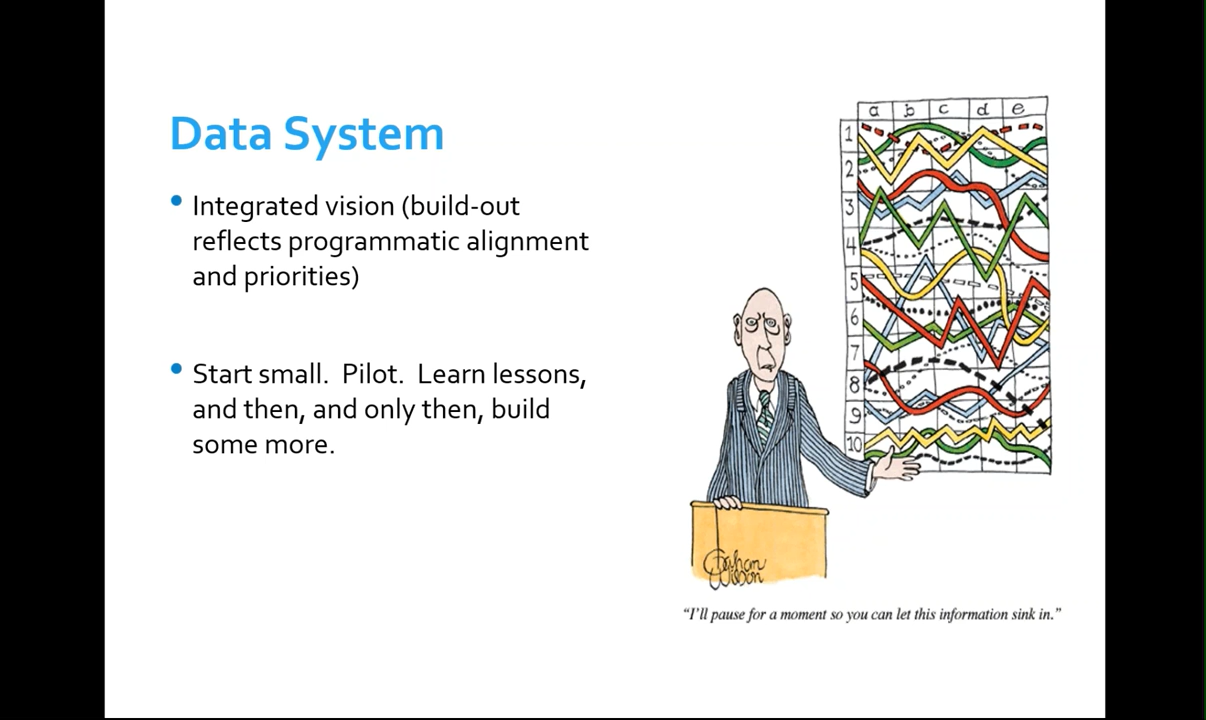 Data System
• Integrated vision (build-out
reflects programmatic alignment
and priorities)
• Start small.  Pilot.  Learn lessons,
and then, and only then, build
some more.
a b c d e
1
2
3
4
5
6
7
8
9
10
Gahan
Wilson
“I’ll pause for a moment so you can let this information sink in.”